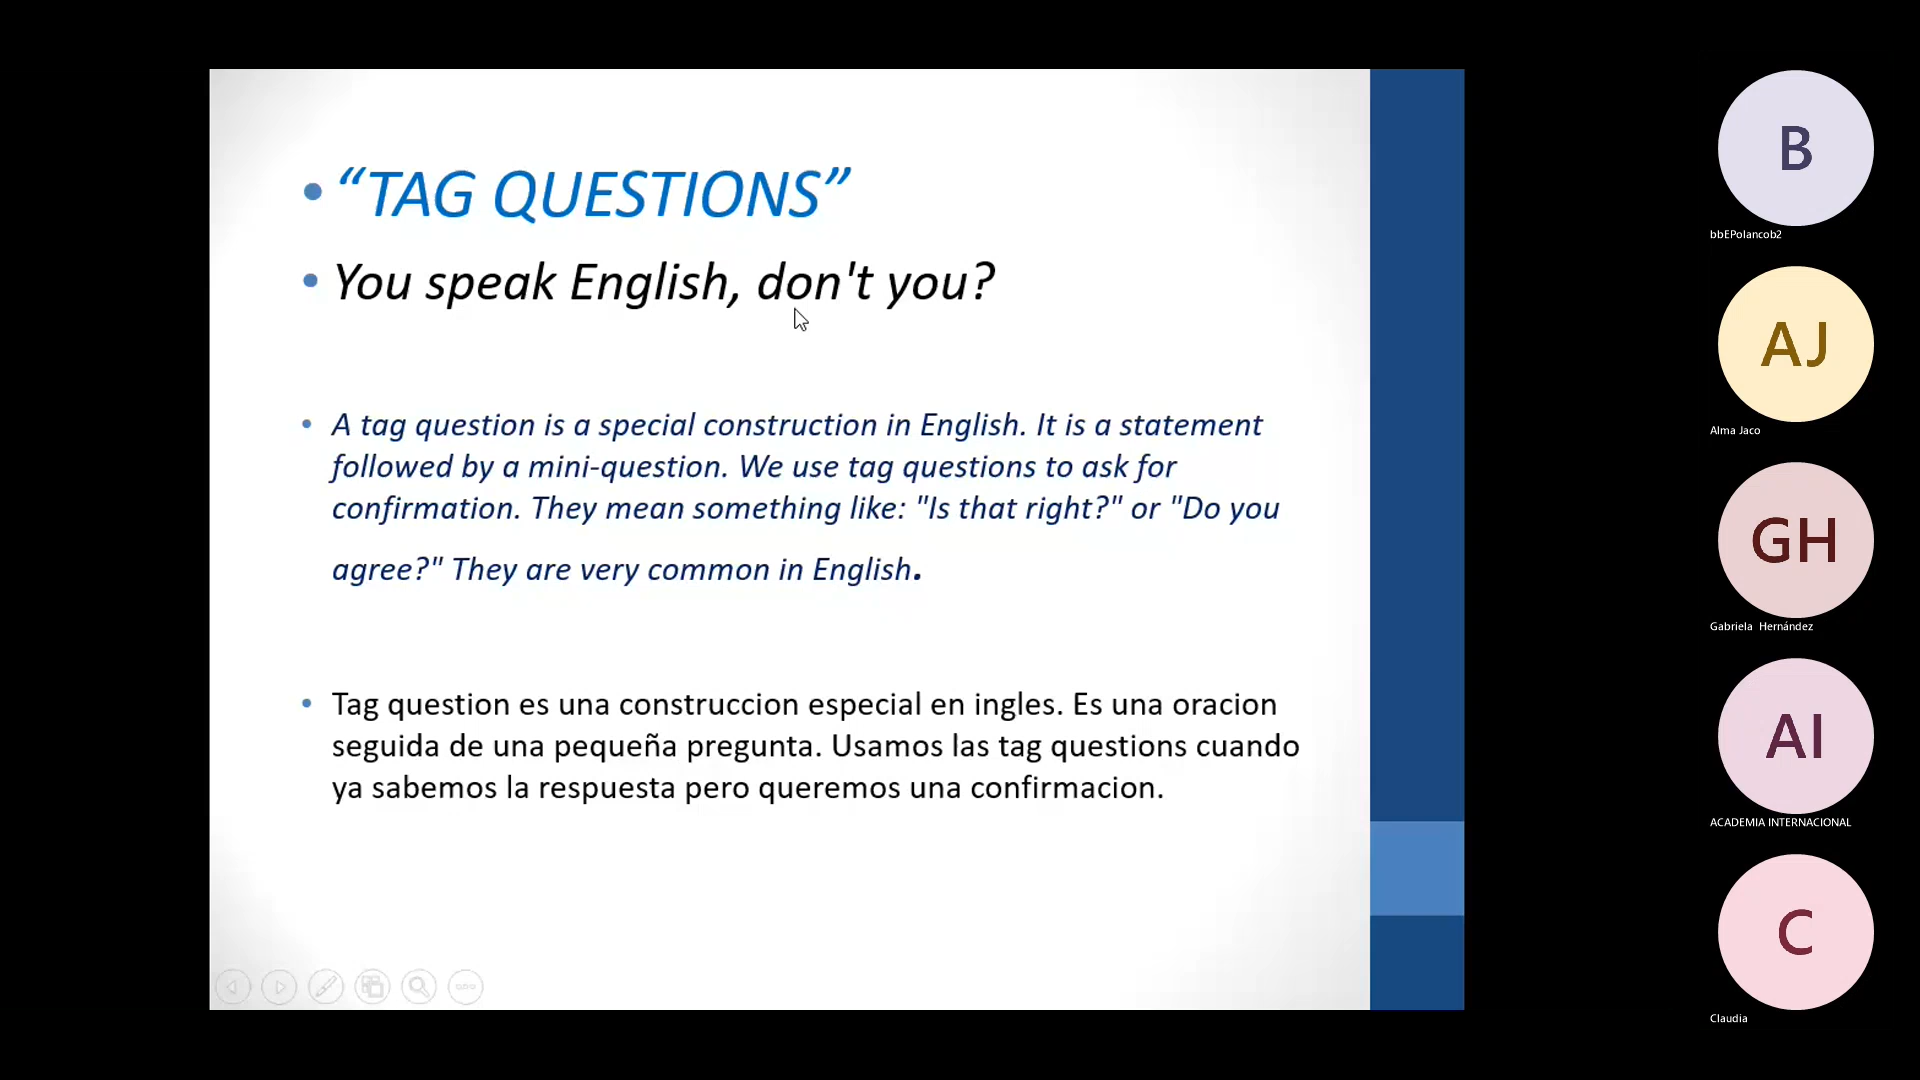 “TAG QUESTIONS”
You speak English, don't you?
A tag question is a special construction in English. It is a statement
followed by a mini-question. We use tag questions to ask for
confirmation. They mean something like: "Is that right?" or "Do you
agree?" They are very common in English.
Tag question es una construccion especial en ingles. Es una oracion
seguida de una pequeña pregunta. Usamos las tag questions cuando
ya sabemos la respuesta pero queremos una confirmacion.
B
bbEPolancob2
AJ
Alma Jaco
GH
Gabriela Hernández
AI
ACADEMIA INTERNACIONAL
C
Claudia